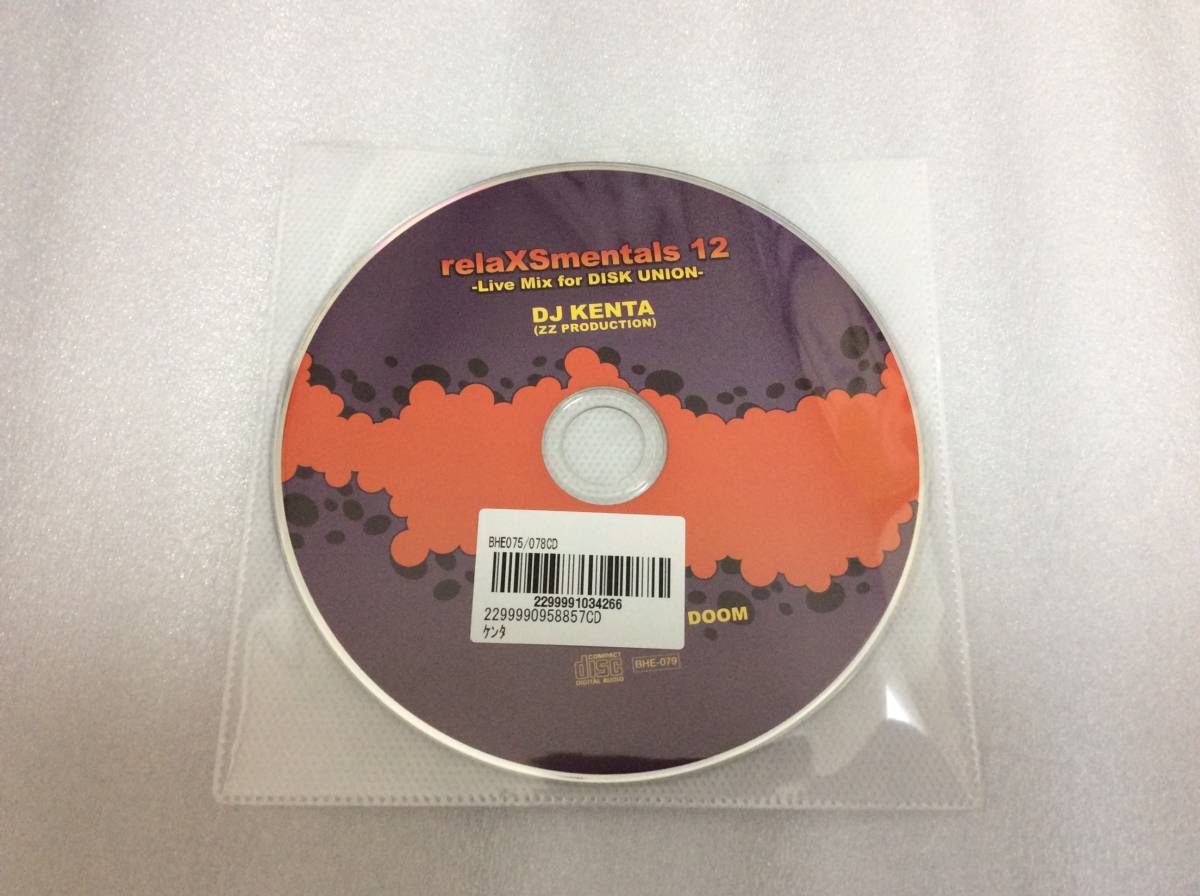 relaXSmentals 12
-Live Mix for DISK UNION-
DJ KENTA
(ZZ PRODUCTION)
BHE075/078CD
2299991034266
2299990958857CD
ケンタ
DOOM
COMPACT
disc
DIGITAL AUDIO
BHE-079